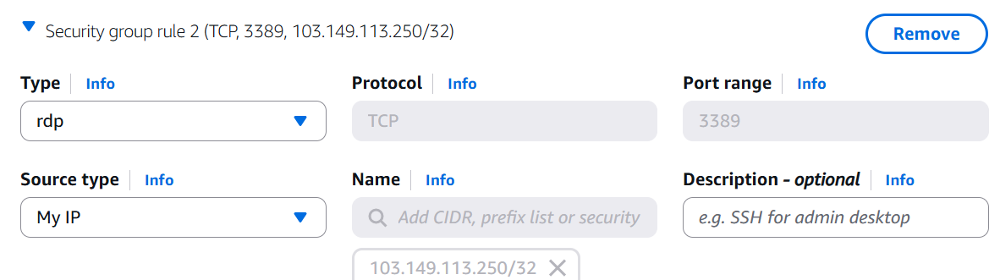 Security group rule 2 (TCP, 3389, 103.149.113.250/32)
Remove
Type Info
Protocol Info
Port range Info
rdp
TCP
3389
Source type Info
Name Info
Description - optional Info
My IP
Add CIDR, prefix list or security
e.g. SSH for admin desktop
103.149.113.250/32